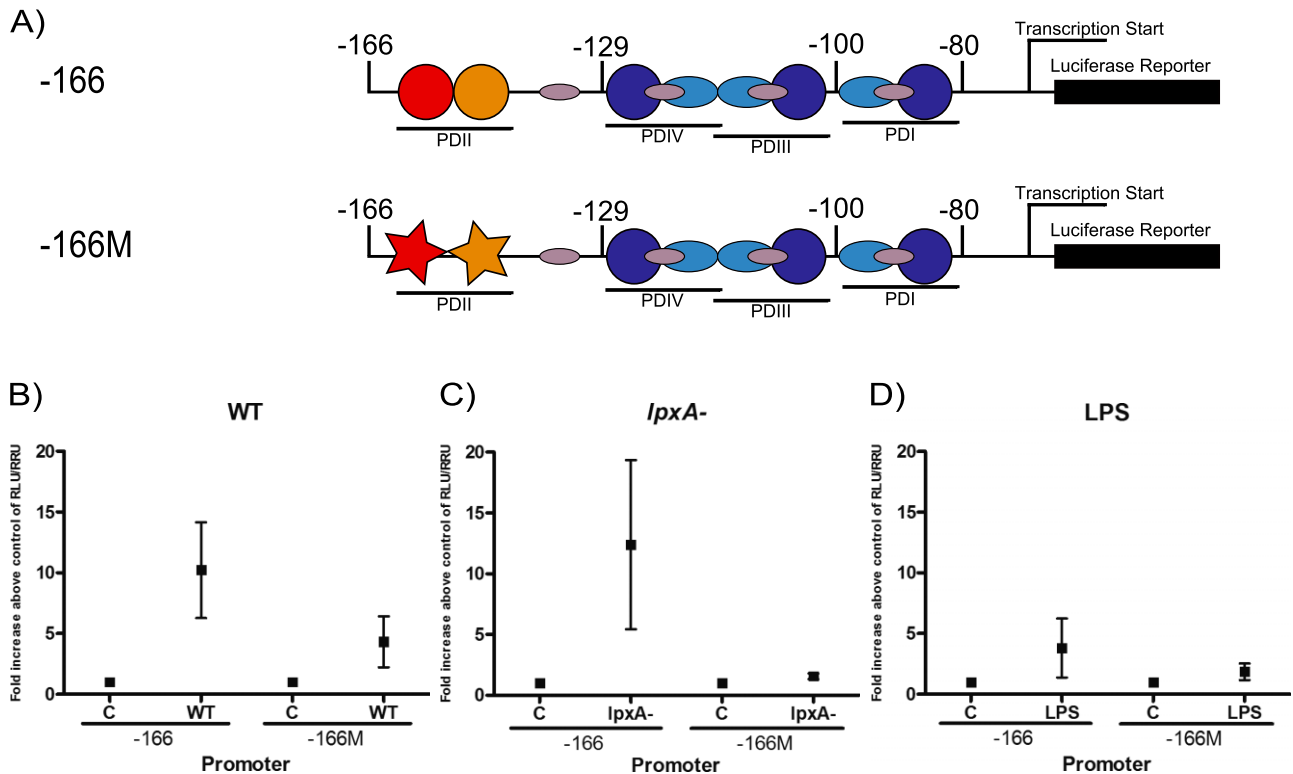 A)
-166
-166
-129
-100
-80
Transcription Start
Luciferase Reporter
PDII
PDIV
PDIII
PDI
-166M
-166
-129
-100
-80
Transcription Start
Luciferase Reporter
PDII
PDIV
PDIII
PDI
B)
WT
Fold increase above control of RLU/RRU
20
15
10
5
0
C
WT
C
WT
-166
-166M
Promoter
C)
lpxA-
Fold increase above control of RLU/RRU
20
15
10
5
0
C
lpxA-
C
lpxA-
-166
-166M
Promoter
D)
LPS
Fold increase above control of RLU/RRU
20
15
10
5
0
C
LPS
C
LPS
-166
-166M
Promoter